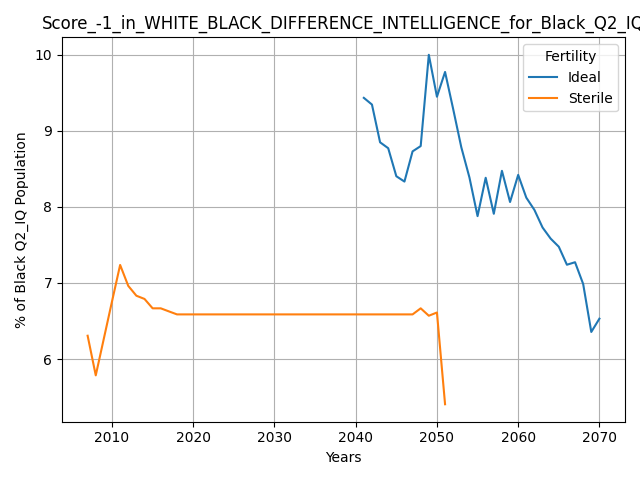 Score_-1_in_WHITE_BLACK_DIFFERENCE_INTELLIGENCE_for_Black_Q2_IQ
Fertility
Ideal
Sterile
% of Black Q2_IQ Population
10
9
8
7
6
2010 2020 2030 2040 2050 2060 2070
Years